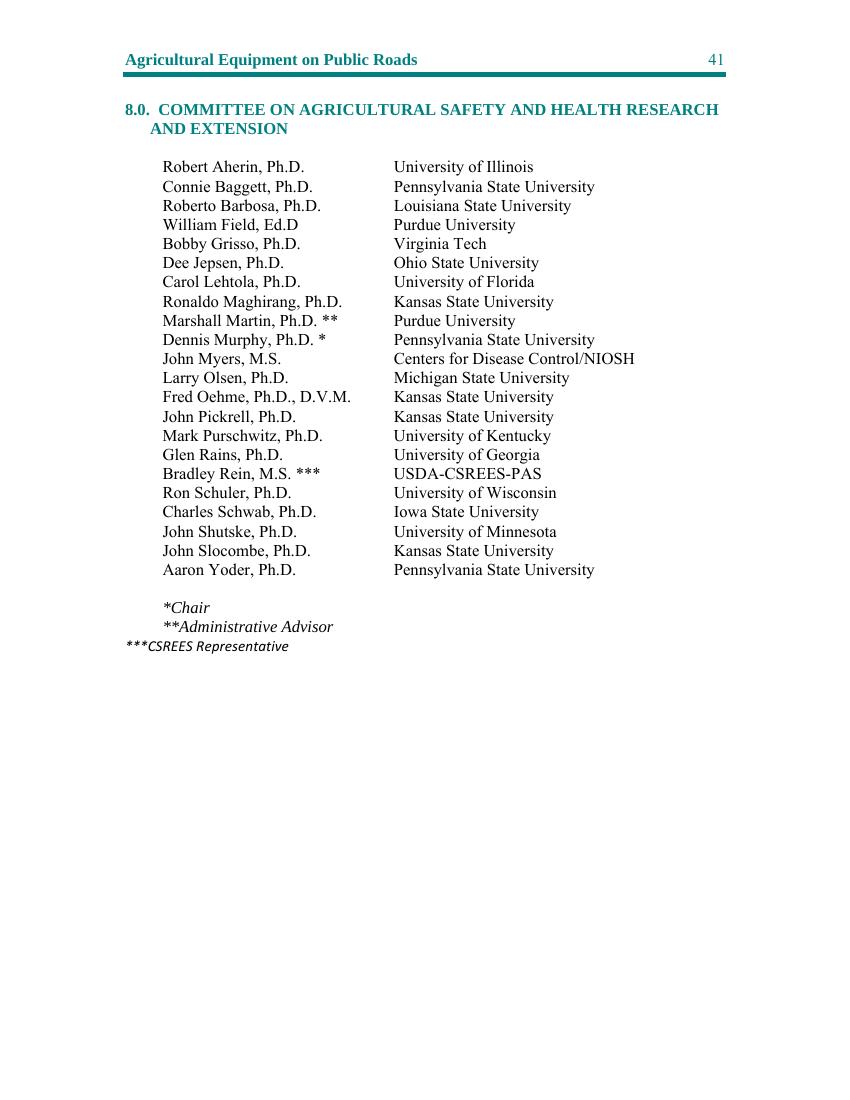 Agricultural Equipment on Public Roads 41
8.0. COMMITTEE ON AGRICULTURAL SAFETY AND HEALTH RESEARCH
AND EXTENSION
Robert Aherin, Ph.D. University of Illinois
Connie Baggett, Ph.D. Pennsylvania State University
Roberto Barbosa, Ph.D. Louisiana State University
William Field, Ed.D Purdue University
Bobby Grisso, Ph.D. Virginia Tech
Dee Jepsen, Ph.D. Ohio State University
Carol Lehtola, Ph.D. University of Florida
Ronaldo Maghirang, Ph.D. Kansas State University
Marshall Martin, Ph.D. ** Purdue University
Dennis Murphy, Ph.D. * Pennsylvania State University
John Myers, M.S. Centers for Disease Control/NIOSH
Larry Olsen, Ph.D. Michigan State University
Fred Oehme, Ph.D., D.V.M. Kansas State University
John Pickrell, Ph.D. Kansas State University
Mark Purschwitz, Ph.D. University of Kentucky
Glen Rains, Ph.D. University of Georgia
Bradley Rein, M.S. *** USDA-CSREES-PAS
Ron Schuler, Ph.D. University of Wisconsin
Charles Schwab, Ph.D. Iowa State University
John Shutske, Ph.D. University of Minnesota
John Slocombe, Ph.D. Kansas State University
Aaron Yoder, Ph.D. Pennsylvania State University
*Chair
**Administrative Advisor
***CSREES Representative